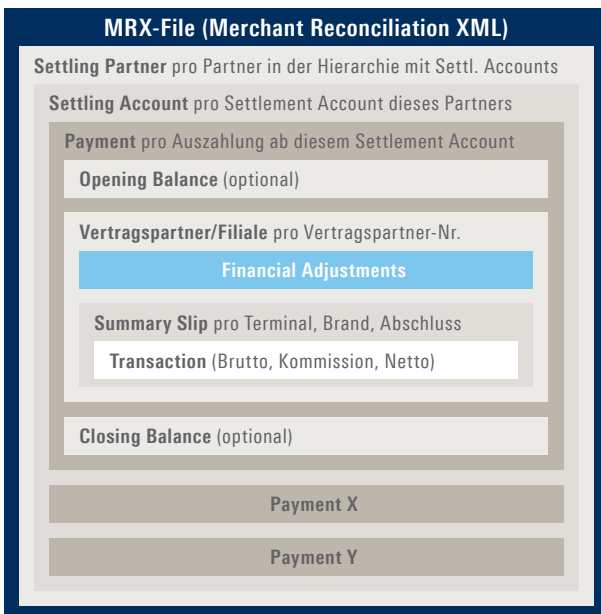 MRX-File (Merchant Reconciliation XML)
Settling Partner pro Partner in der Hierarchie mit Settl. Accounts
Settling Account pro Settlement Account dieses Partners
Payment pro Auszahlung ab diesem Settlement Account
Opening Balance (optional)
Vertragspartner/Filiale pro Vertragspartner-Nr.
Financial Adjustments
Summary Slip pro Terminal, Brand, Abschluss
Transaction (Brutto, Kommission, Netto)
Closing Balance (optional)
Payment X
Payment Y